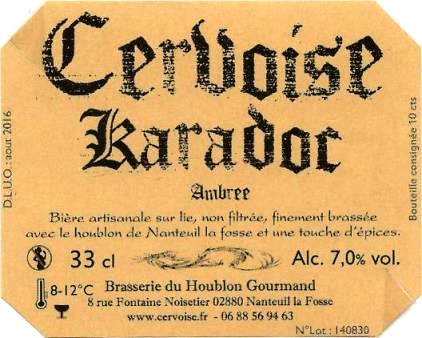 Cervoise
Karadoc
Ambree
Bière artisanale sur lie, non filtrée, finement brassée
avec le houblon de Nanteuil la fosse et une touche d'épices.
33 cl
Alc. 7,0% vol.
8-12°C
Brasserie du Houblon Gourmand
8 rue Fontaine Noisetier 02880 Nanteuil la Fosse
www.cervoise.fr - 06 88 56 94 63
N°Lot : 140830
D.L.U.O.: aout 2016
Bouteille consignée 10 cts